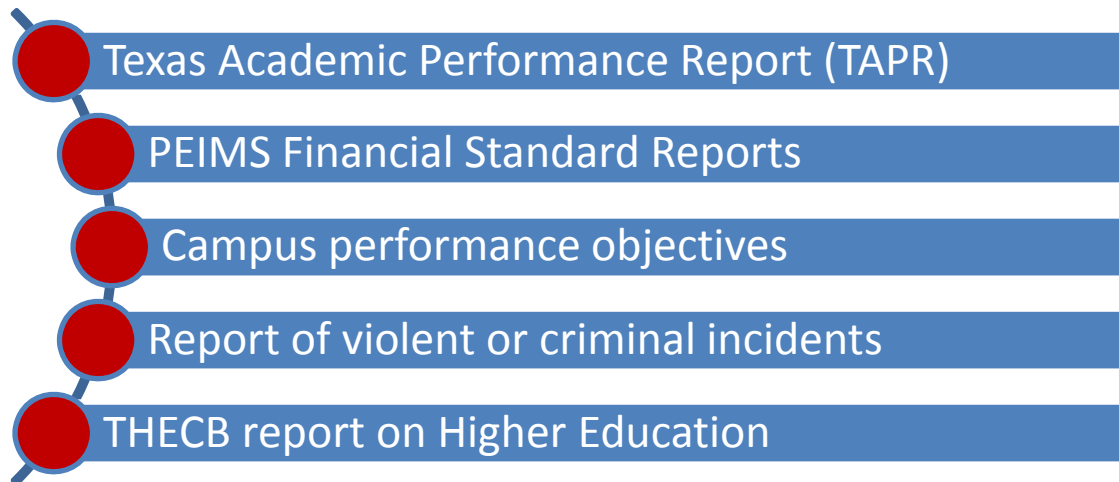 Texas Academic Performance Report (TAPR)
PEIMS Financial Standard Reports
Campus performance objectives
Report of violent or criminal incidents
THECB report on Higher Education